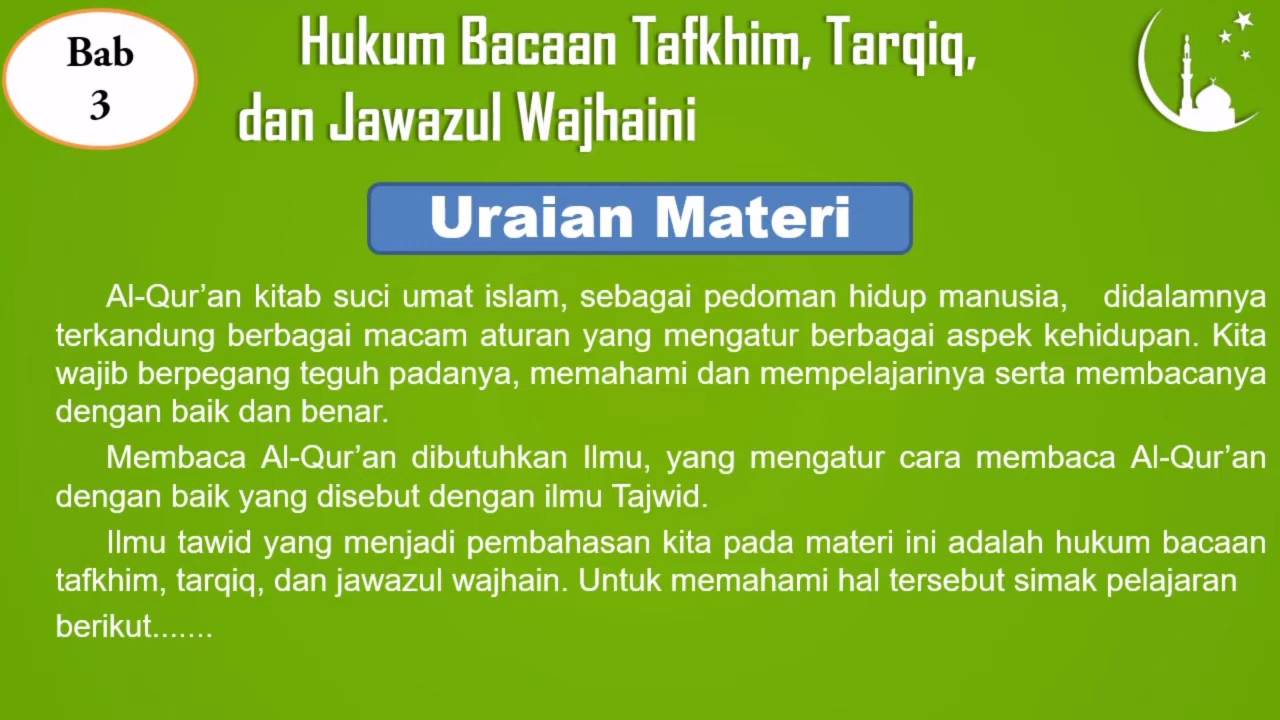 Bab
3
Hukum Bacaan Tafkhim, Tarqiq,
dan Jawazul Wajhaini
Uraian Materi
Al-Qur’an kitab suci umat islam, sebagai pedoman hidup manusia, didalamnya
terkandung berbagai macam aturan yang mengatur berbagai aspek kehidupan. Kita
wajib berpegang teguh padanya, memahami dan mempelajarinya serta membacanya
dengan baik dan benar.
Membaca Al-Qur’an dibutuhkan Ilmu, yang mengatur cara membaca Al-Qur’an
dengan baik yang disebut dengan ilmu Tajwid.
Ilmu tawid yang menjadi pembahasan kita pada materi ini adalah hukum bacaan
tafkhim, tarqiq, dan jawazul wajhain. Untuk memahami hal tersebut simak pelajaran
berikut.......